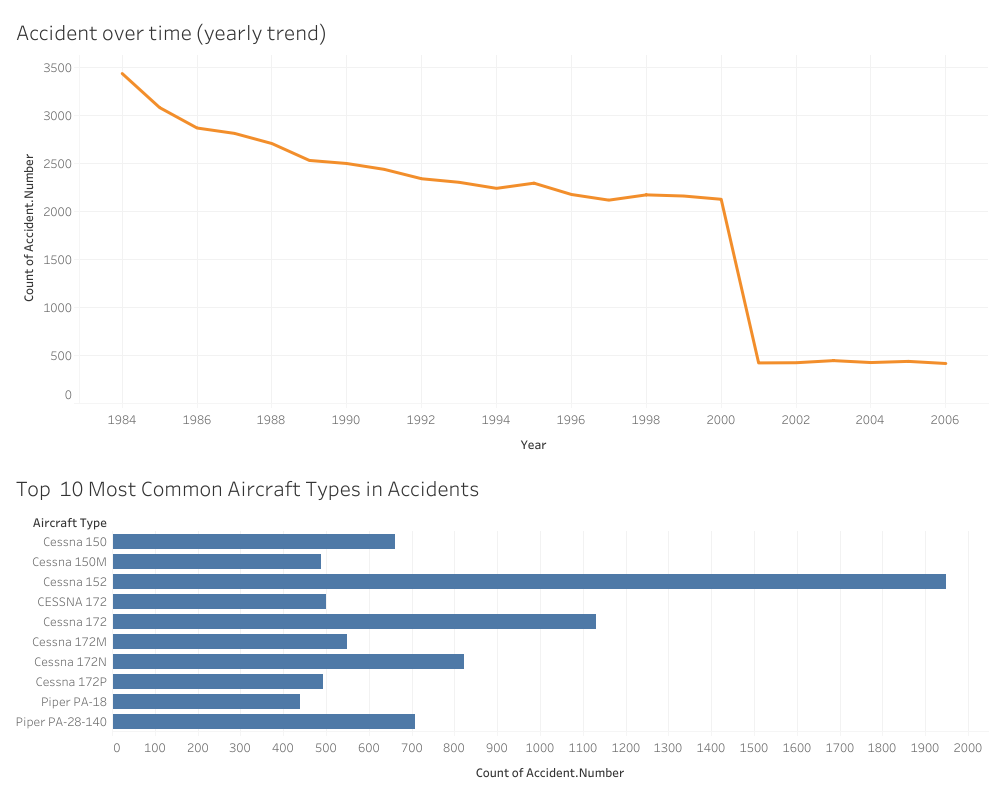 Accident over time (yearly trend)
3500
3000
2500
2000
1500
1000
500
0
Count of Accident.Number
1984 1986 1988 1990 1992 1994 1996 1998 2000 2002 2004 2006
Year
Top  10 Most Common Aircraft Types in Accidents
Aircraft Type
Cessna 150
Cessna 150M
Cessna 152
CESSNA 172
Cessna 172
Cessna 172M
Cessna 172N
Cessna 172P
Piper PA-18
Piper PA-28-140
0 100 200 300 400 500 600 700 800 900 1000 1100 1200 1300 1400 1500 1600 1700 1800 1900 2000
Count of Accident.Number